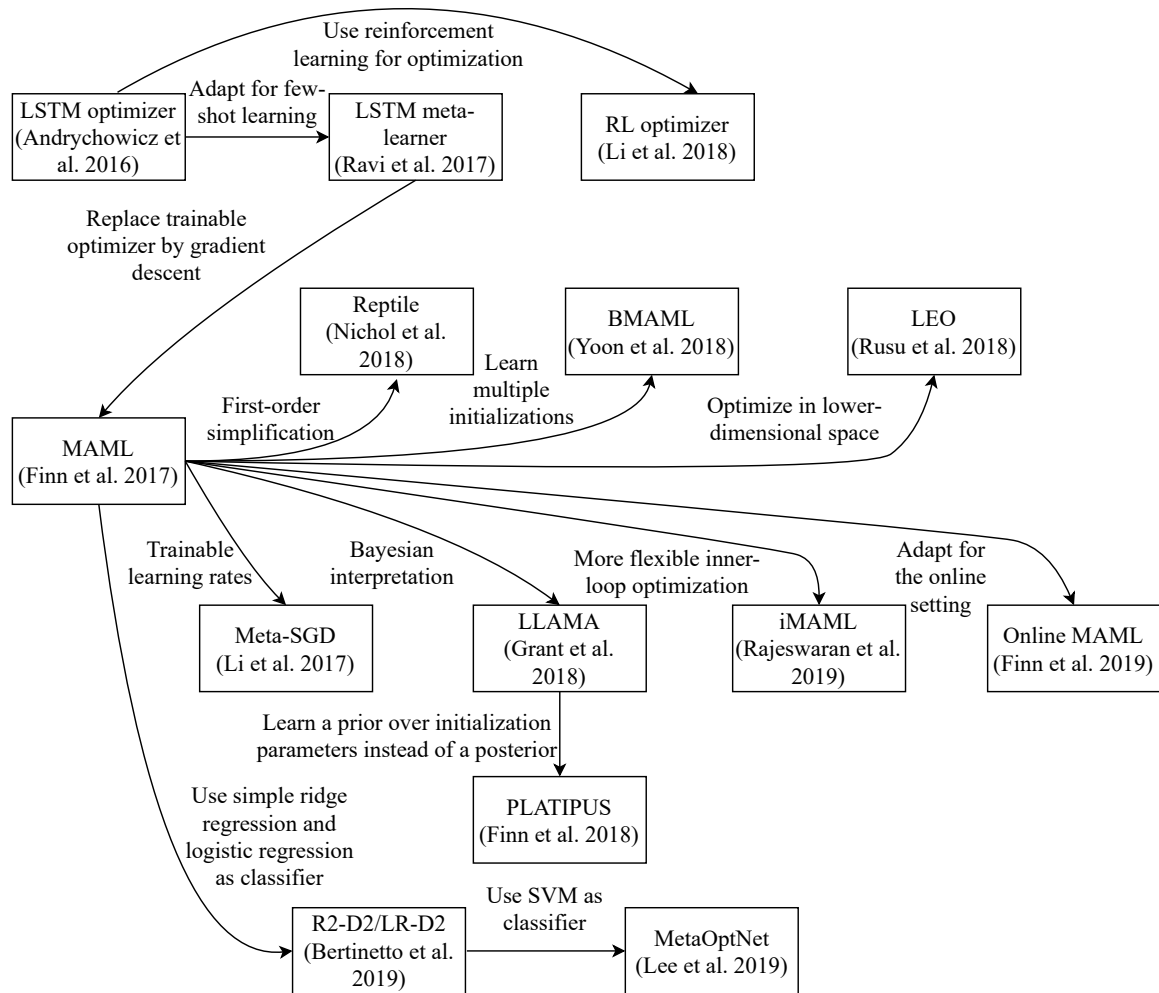 Use reinforcement
learning for optimization
Adapt for few-
shot learning
LSTM optimizer
(Andrychowicz et
al. 2016)
LSTM meta-
learner
(Ravi et al. 2017)
RL optimizer
(Li et al. 2018)
Replace trainable
optimizer by gradient
descent
Reptile
(Nichol et al.
2018)
BMAML
(Yoon et al. 2018)
LEO
(Rusu et al. 2018)
Learn
multiple
initializations
First-order
simplification
Optimize in lower-
dimensional space
MAML
(Finn et al. 2017)
Trainable
learning rates
Bayesian
interpretation
More flexible inner-
loop optimization
Adapt for
the online
setting
Meta-SGD
(Li et al. 2017)
LLAMA
(Grant et al.
2018)
iMAML
(Rajeswaran et al.
2019)
Online MAML
(Finn et al. 2019)
Learn a prior over initialization
parameters instead of a posterior
PLATIPUS
(Finn et al. 2018)
Use simple ridge
regression and
logistic regression
as classifier
R2-D2/LR-D2
(Bertinetto et al.
2019)
Use SVM as
classifier
MetaOptNet
(Lee et al. 2019)